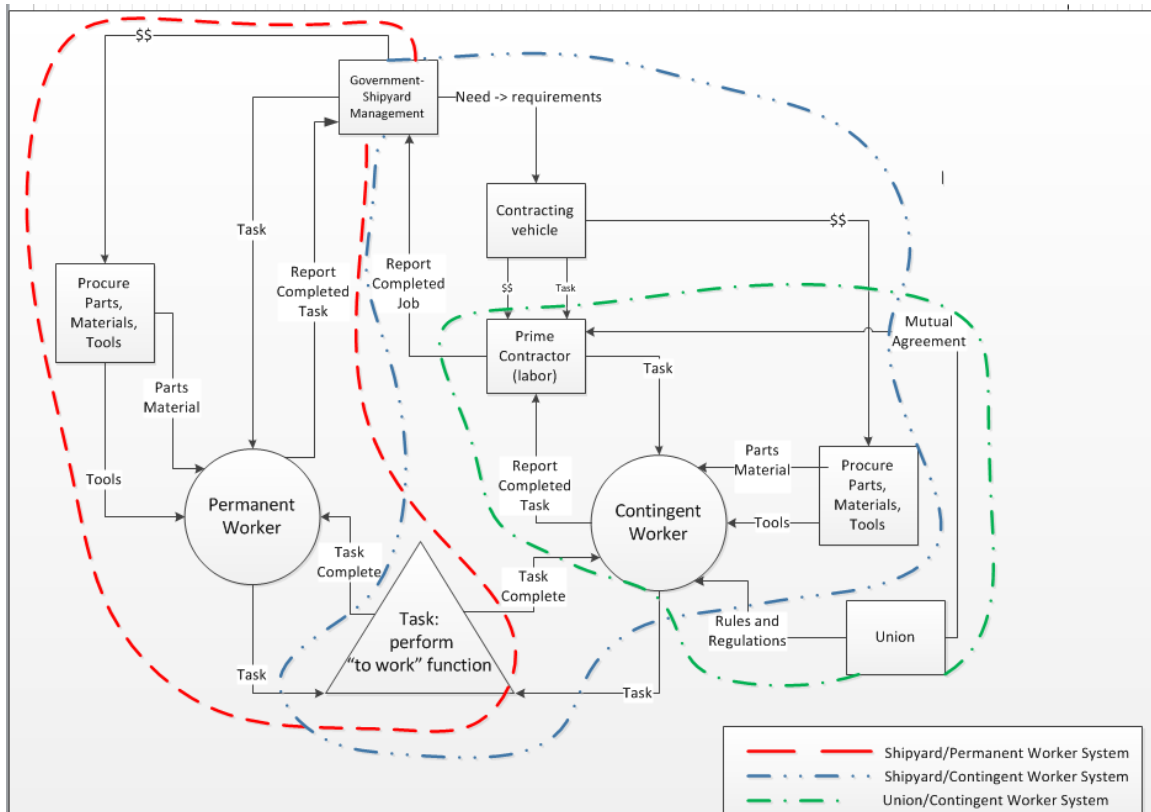 $$
Government-
Shipyard
Management
Need -> requirements
Contracting
vehicle
$$
Task
Report
Completed
Task
Report
Completed
Job
$$
Task
Procure
Parts,
Materials,
Tools
Prime
Contractor
(labor)
Mutual
Agreement
Task
Parts
Material
Tools
Permanent
Worker
Report
Completed
Task
Contingent
Worker
Parts
Material
Tools
Procure
Parts,
Materials,
Tools
Task
Complete
Task
Complete
Task:
perform
“to work” function
Rules and
Regulations
Union
Task
Task
Shipyard/Permanent Worker System
Shipyard/Contingent Worker System
Union/Contingent Worker System